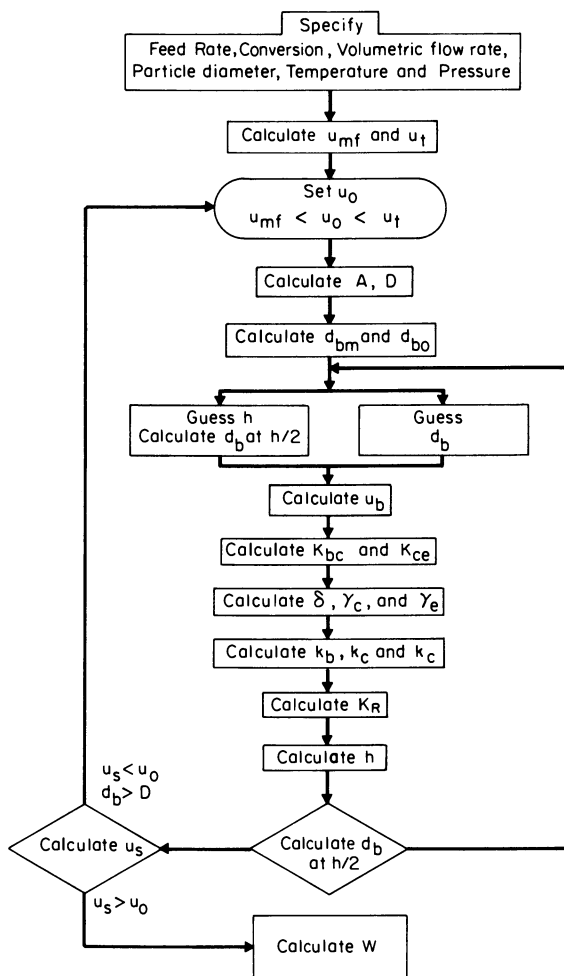 Specify
Feed Rate, Conversion, Volumetric flow rate,
Particle diameter, Temperature and Pressure
Calculate u_mf and u_t
Set u_o
u_mf < u_o < u_t
Calculate A, D
Calculate d_bm and d_bo
Guess h
Calculate d_b at h/2
Guess
d_b
Calculate u_b
Calculate K_bc and K_ce
Calculate δ, γ_c, and γ_e
Calculate k_b, k_c and k_c
Calculate K_R
Calculate h
u_s < u_o
d_b > D
Calculate u_s
Calculate d_b
at h/2
u_s > u_o
Calculate W